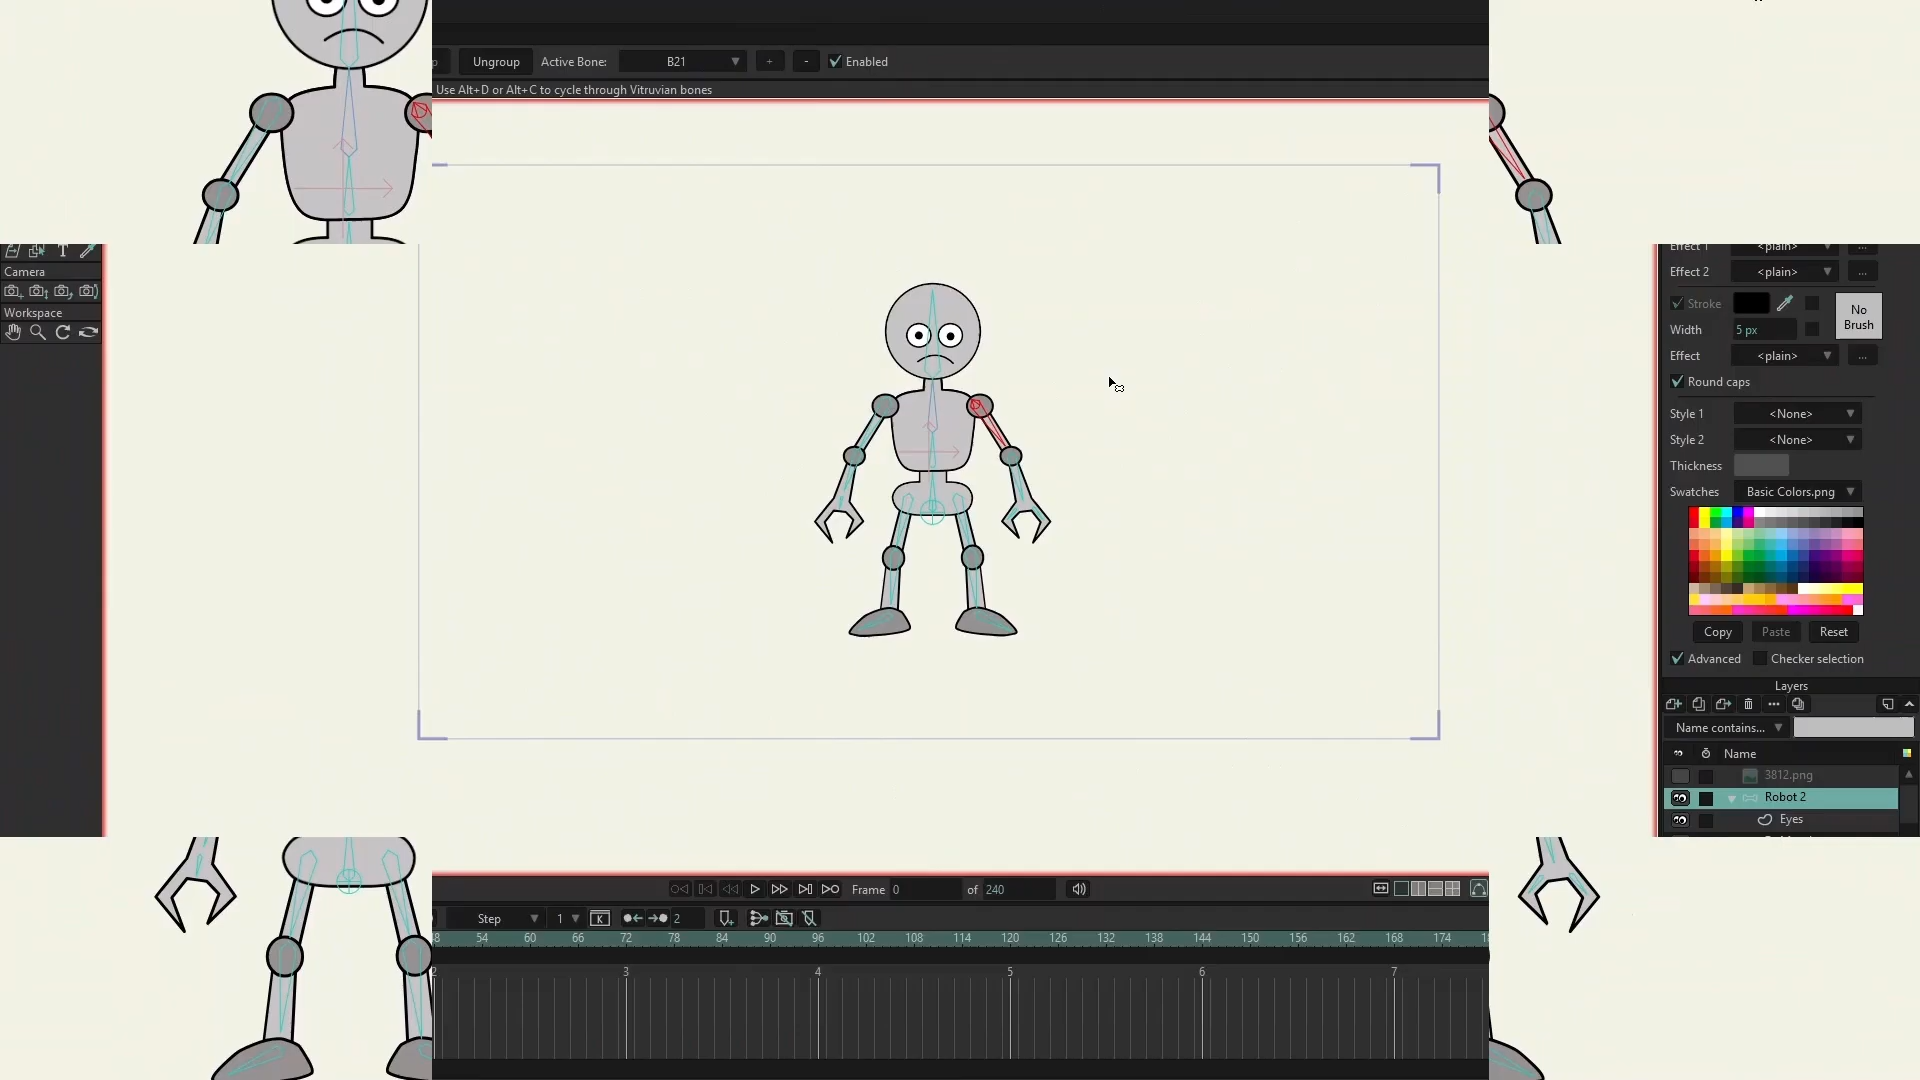 Ungroup Active Bone: B21 + - Enabled
Use Alt+D or Alt+C to cycle through Vitruvian bones
T
Camera
Workspace
Effect 1 <plain> ...
Effect 2 <plain> ...
Stroke
No Brush
Width 5 px
Effect <plain> ...
Round caps
Style 1 <None>
Style 2 <None>
Thickness
Swatches Basic Colors.png
Copy Paste Reset
Advanced Checker selection
Layers
Name contains...
Name
3812.png
Robot 2
Eyes
Frame 0 of 240
Step 1 K 2
54 60 66 72 78 84 90 96 102 108 114 120 126 132 138 144 150 156 162 168 174
2 3 4 5 6 7